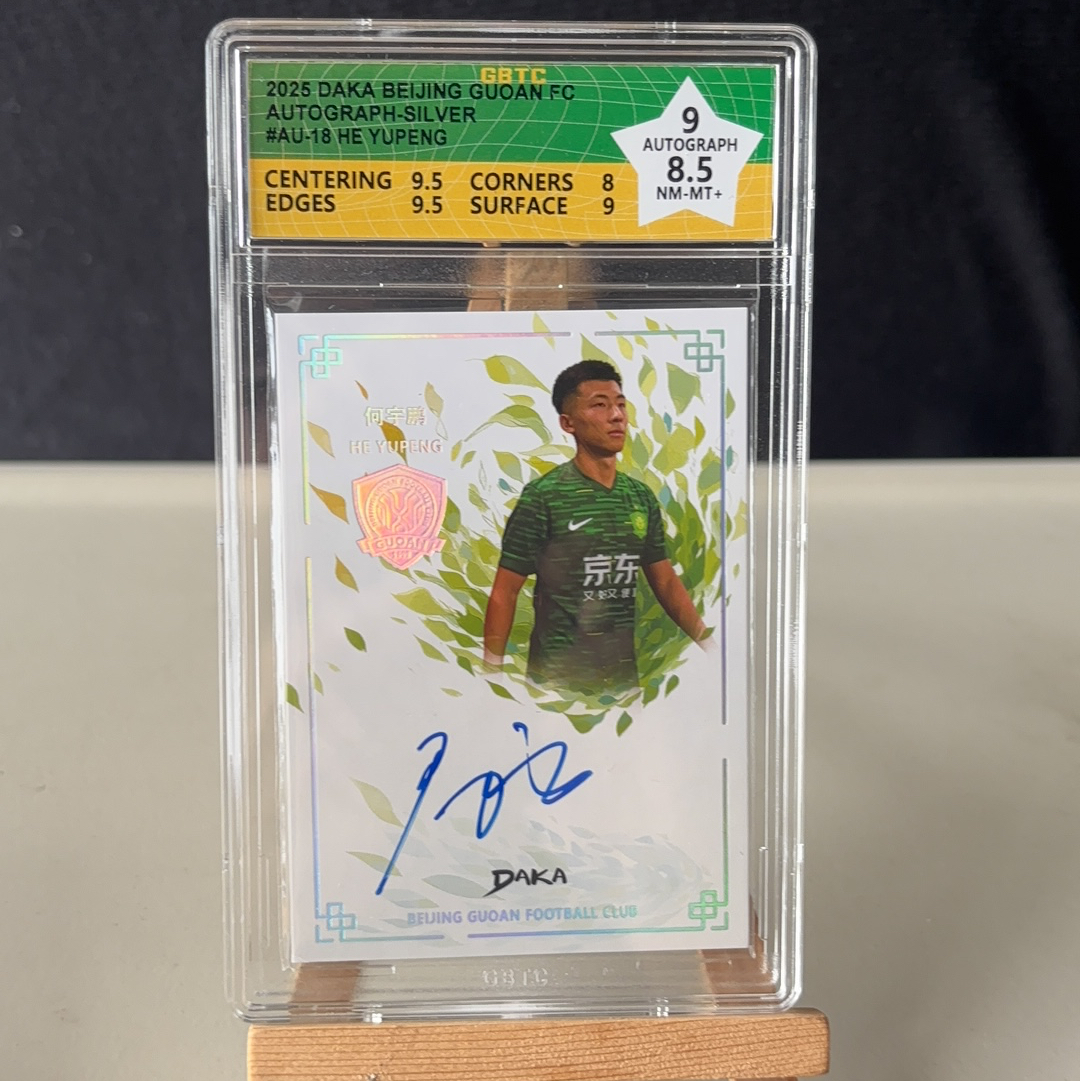 GBTC
2025 DAKA BEIJING GUOAN FC
AUTOGRAPH-SILVER
#AU-18 HE YUPENG
9
AUTOGRAPH
8.5
NM-MT+
CENTERING 9.5 CORNERS 8
EDGES 9.5 SURFACE 9
何宇鹏
HE YUPENG
GUOAN
京东
DAKA
BEIJING GUOAN FOOTBALL CLUB
GBTC